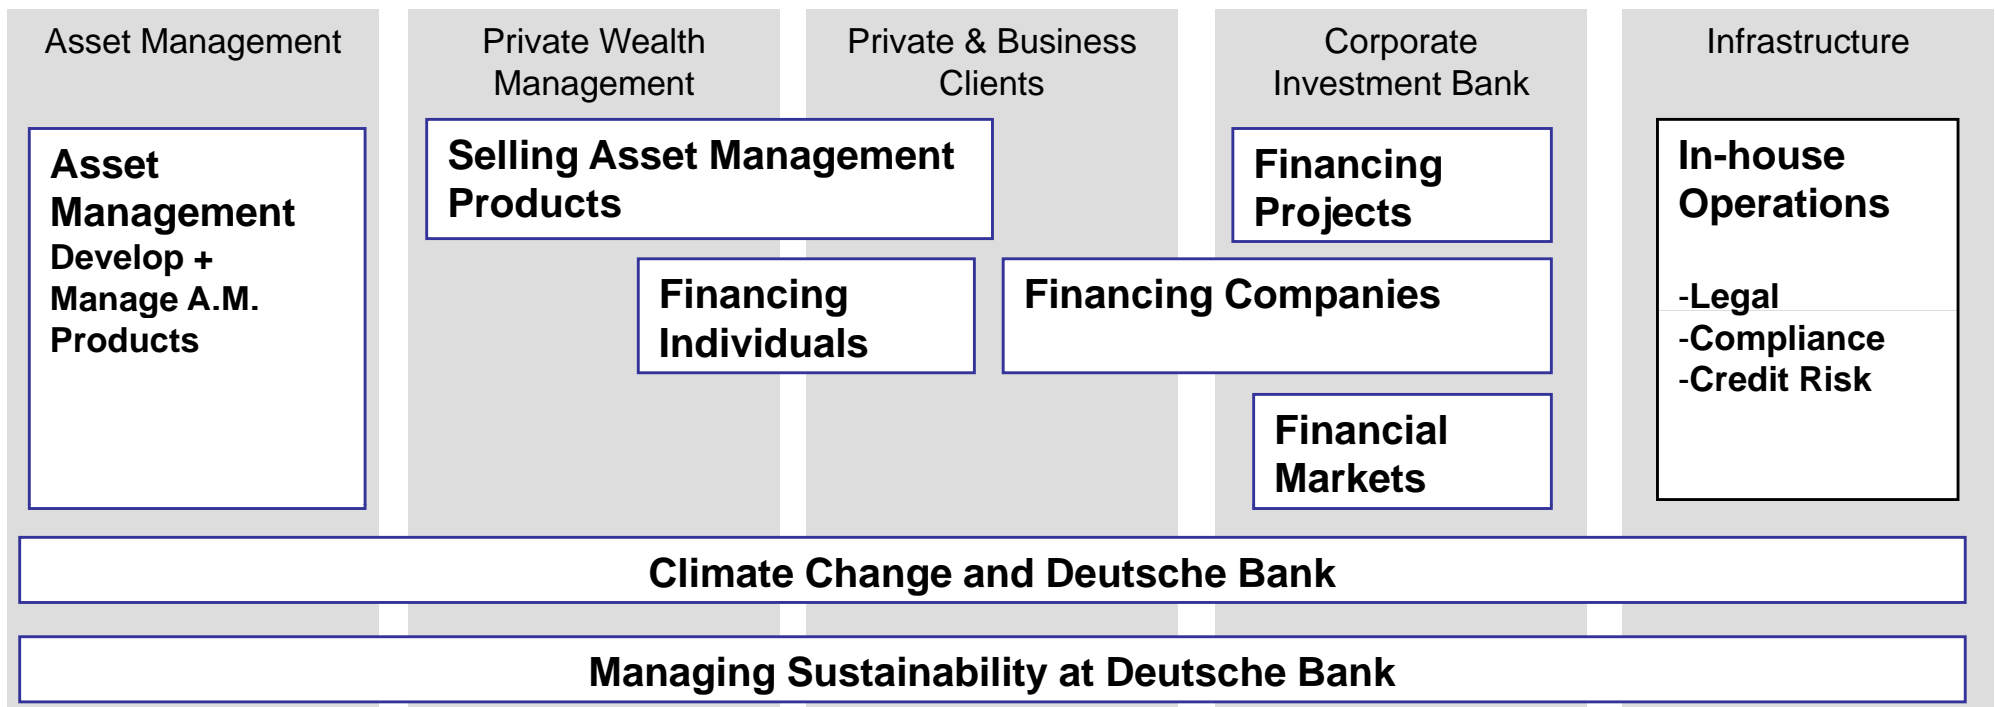 Asset Management
Private Wealth
Management
Private & Business
Clients
Corporate
Investment Bank
Infrastructure
Asset
Management
Develop +
Manage A.M.
Products
Selling Asset Management
Products
Financing
Projects
In-house
Operations
-Legal
-Compliance
-Credit Risk
Financing
Individuals
Financing Companies
Financial
Markets
Climate Change and Deutsche Bank
Managing Sustainability at Deutsche Bank